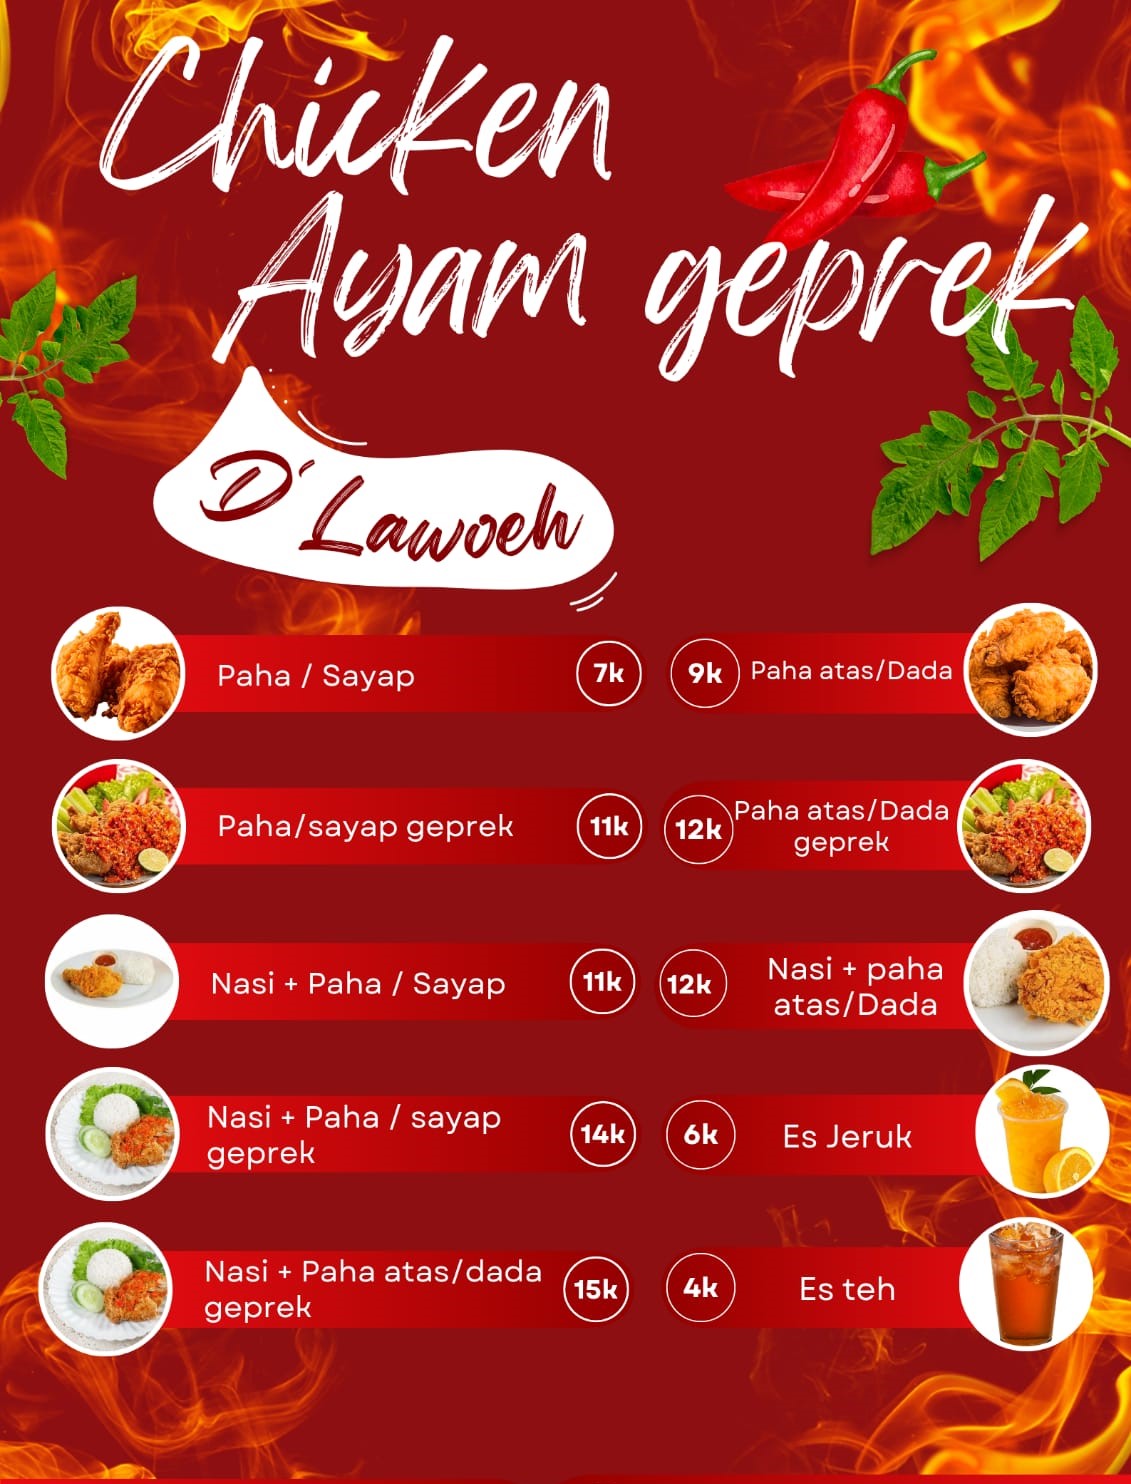 Chicken
Ayam geprek
D'Lawoeh
Paha / Sayap 7k
9k Paha atas/Dada
Paha/sayap geprek 11k
12k Paha atas/Dada
geprek
Nasi + Paha / Sayap 11k
12k Nasi + paha
atas/Dada
Nasi + Paha / sayap
geprek 14k
6k Es Jeruk
Nasi + Paha atas/dada
geprek 15k
4k Es teh